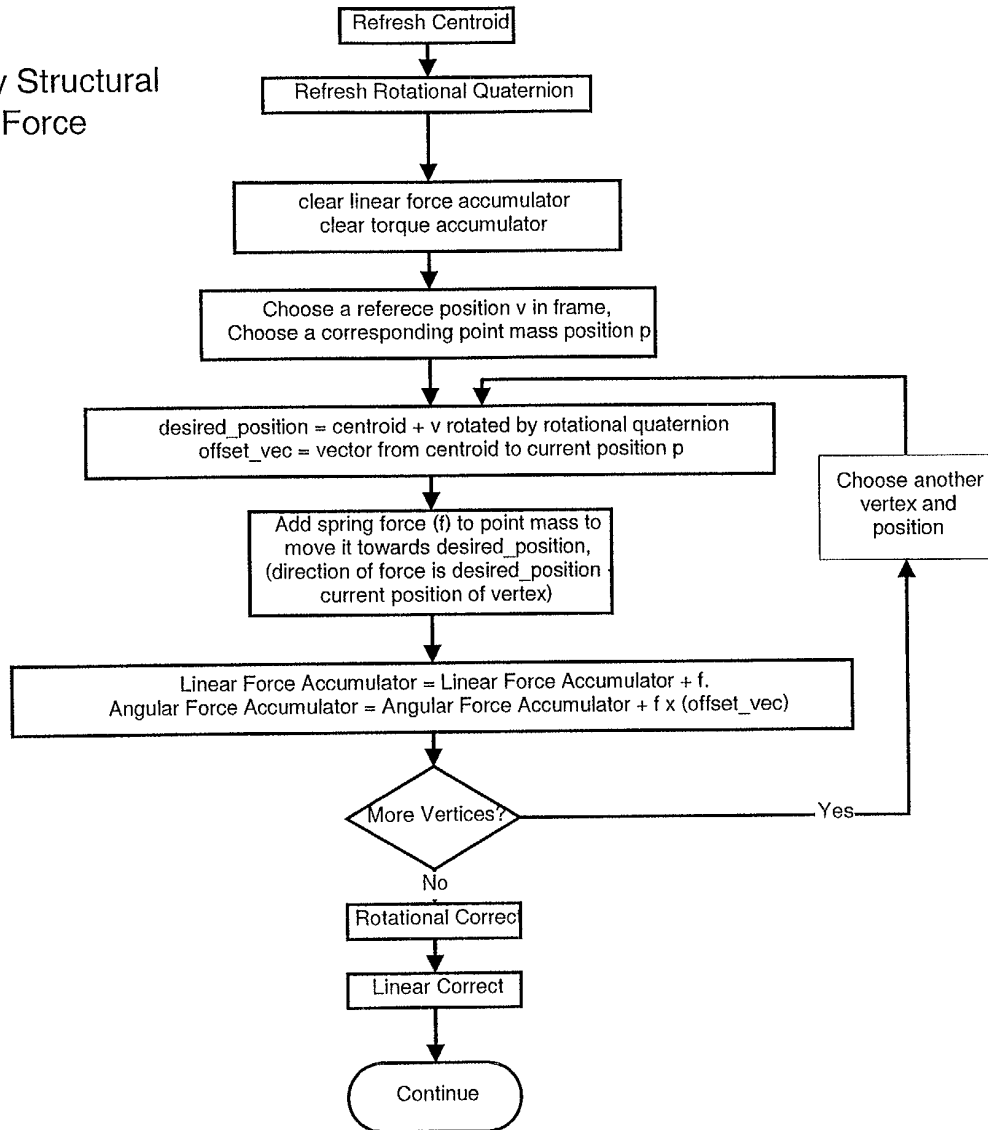 Refresh Centroid
y Structural
Force
Refresh Rotational Quaternion
clear linear force accumulator
clear torque accumulator
Choose a referece position v in frame,
Choose a corresponding point mass position p
desired_position = centroid + v rotated by rotational quaternion
offset_vec = vector from centroid to current position p
Choose another
vertex and
position
Add spring force (f) to point mass to
move it towards desired_position,
(direction of force is desired_position
current position of vertex)
Linear Force Accumulator = Linear Force Accumulator + f.
Angular Force Accumulator = Angular Force Accumulator + f x (offset_vec)
More Vertices?
Yes
No
Rotational Correct
Linear Correct
Continue